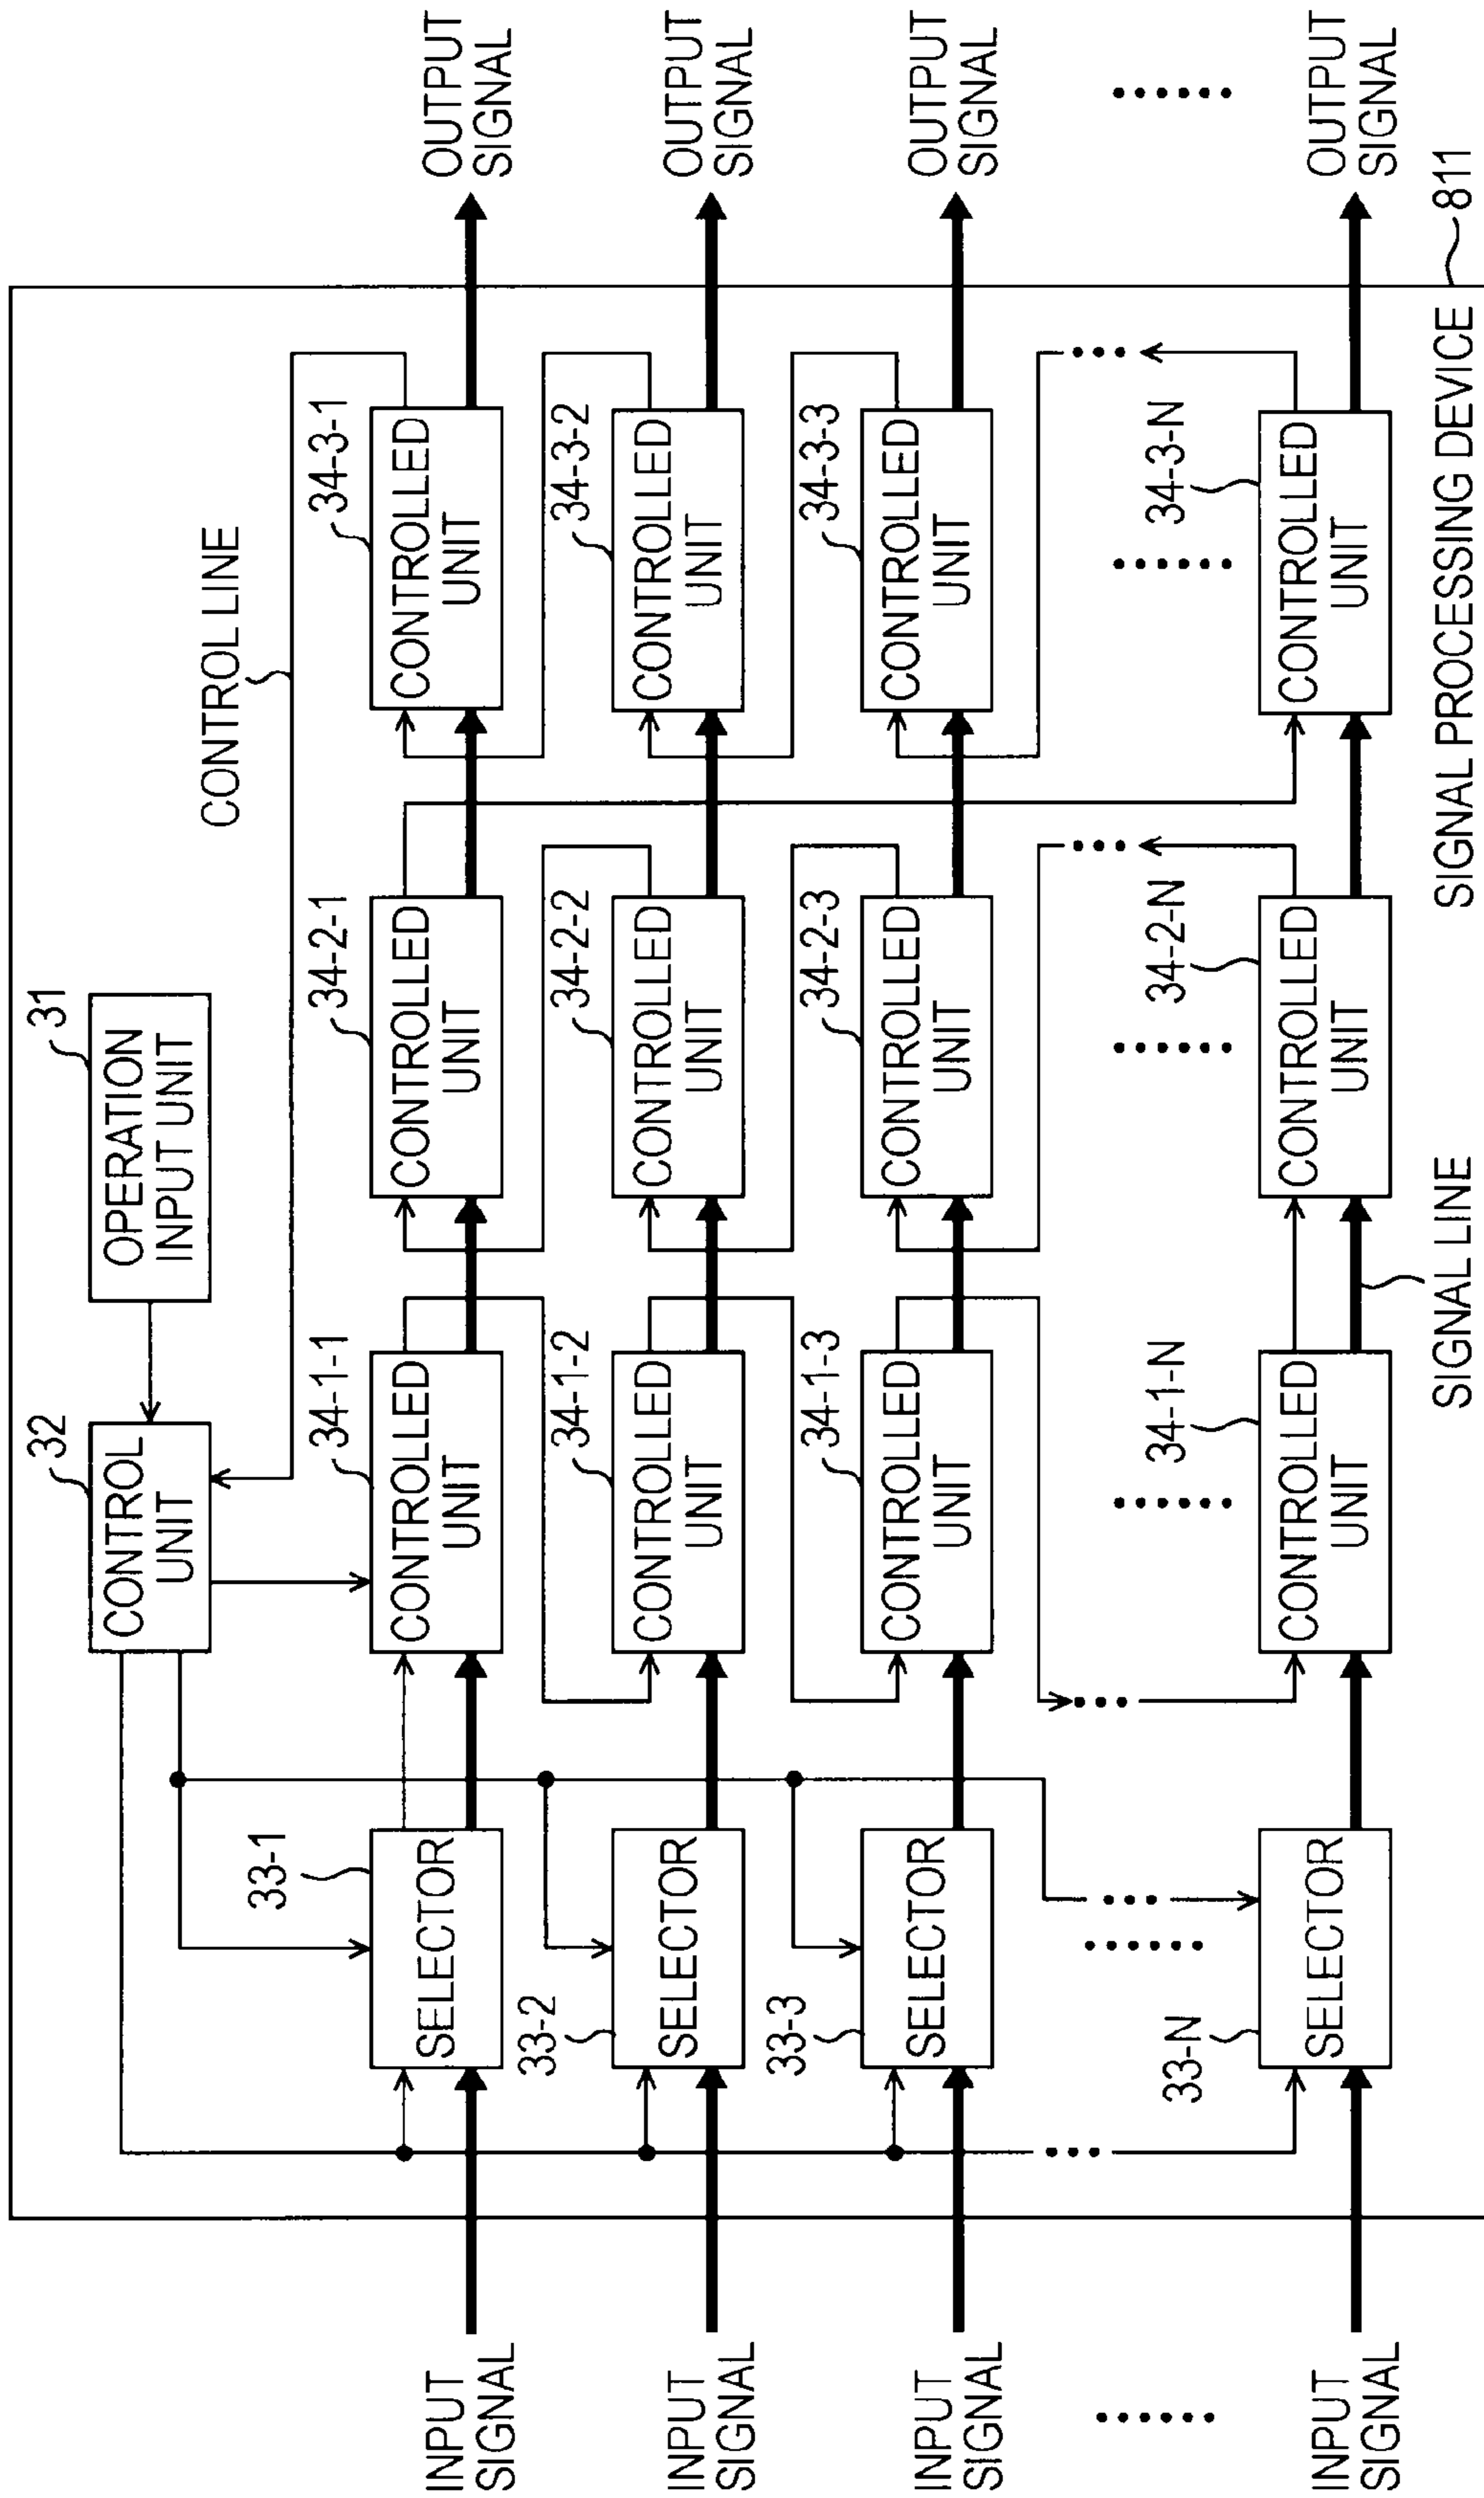 31
OPERATION
INPUT UNIT
32
CONTROL
UNIT
CONTROL LINE
INPUT
SIGNAL
33-1
SELECTOR
34-1-1
CONTROLLED
UNIT
34-2-1
CONTROLLED
UNIT
34-3-1
CONTROLLED
UNIT
OUTPUT
SIGNAL
INPUT
SIGNAL
33-2
SELECTOR
34-1-2
CONTROLLED
UNIT
34-2-2
CONTROLLED
UNIT
34-3-2
CONTROLLED
UNIT
OUTPUT
SIGNAL
INPUT
SIGNAL
33-3
SELECTOR
34-1-3
CONTROLLED
UNIT
34-2-3
CONTROLLED
UNIT
34-3-3
CONTROLLED
UNIT
OUTPUT
SIGNAL
INPUT
SIGNAL
33-N
SELECTOR
34-1-N
CONTROLLED
UNIT
34-2-N
CONTROLLED
UNIT
34-3-N
CONTROLLED
UNIT
OUTPUT
SIGNAL
SIGNAL LINE
SIGNAL PROCESSING DEVICE
811